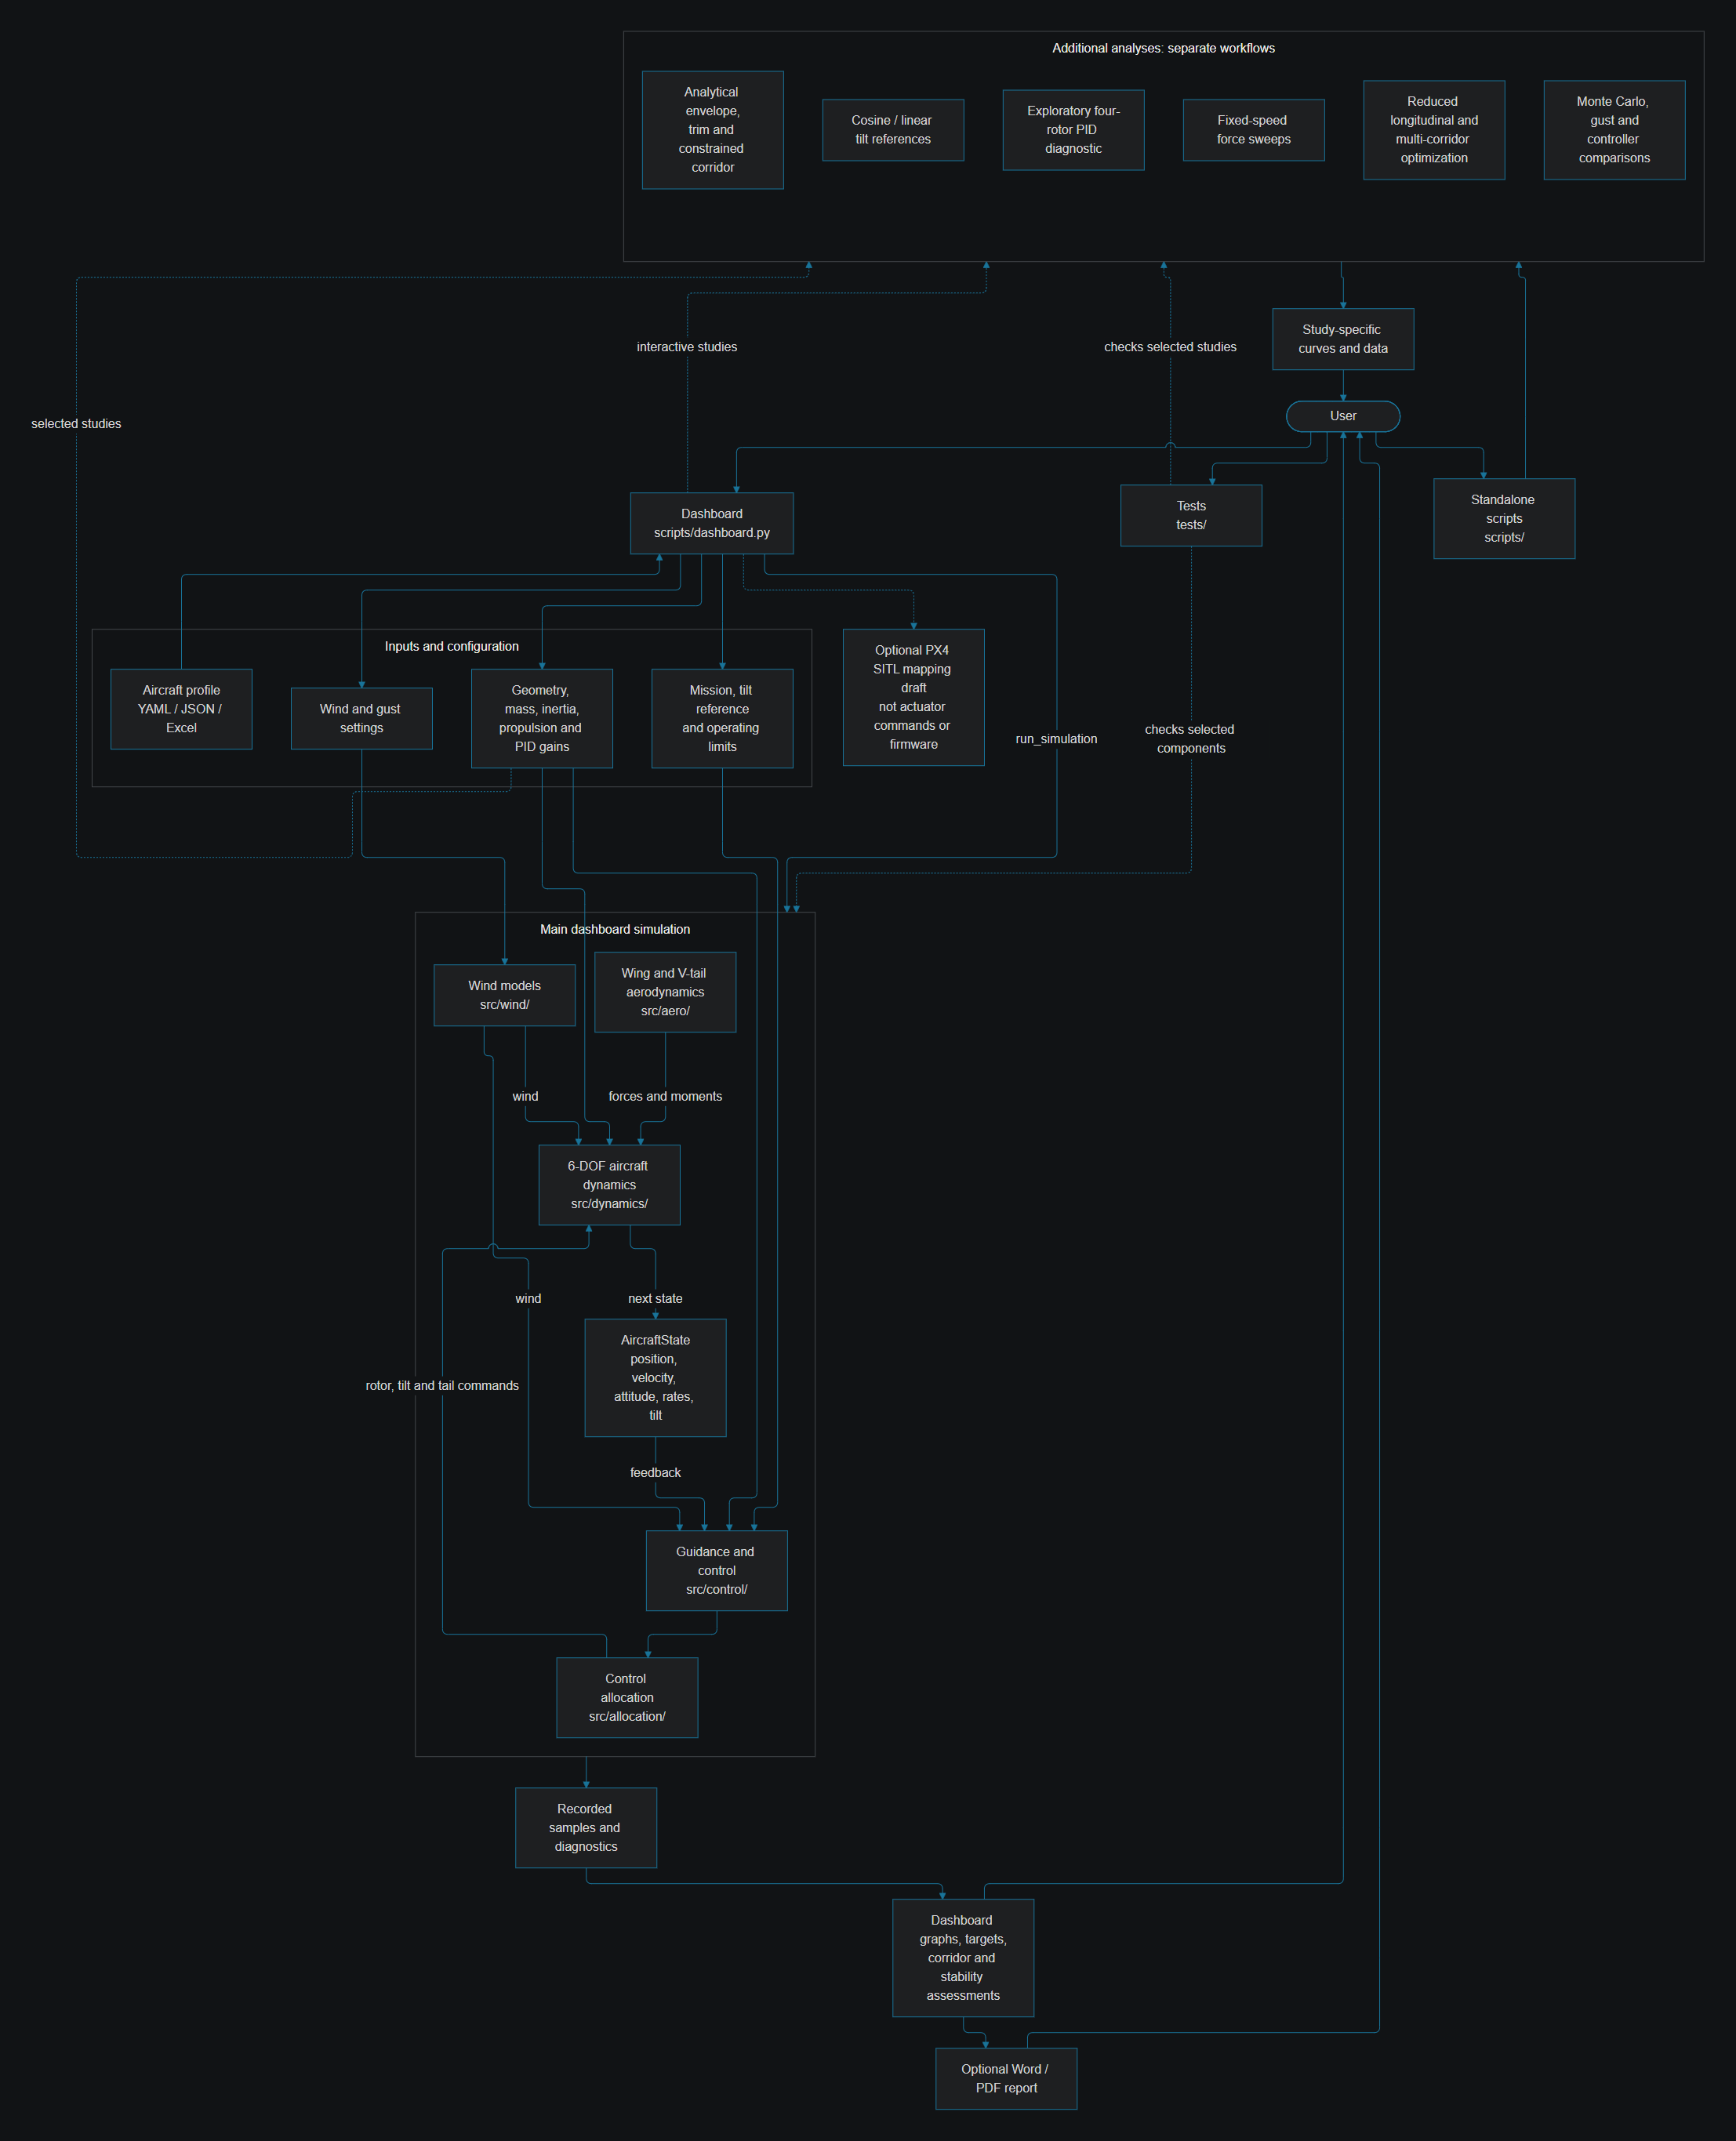 Additional analyses: separate workflows
Analytical
envelope,
trim and
constrained
corridor
Cosine / linear
tilt references
Exploratory four-
rotor PID
diagnostic
Fixed-speed
force sweeps
Reduced
longitudinal and
multi-corridor
optimization
Monte Carlo,
gust and
controller
comparisons
Study-specific
curves and data
interactive studies
checks selected studies
selected studies
User
Dashboard
scripts/dashboard.py
Tests
tests/
Standalone
scripts
scripts/
Inputs and configuration
Aircraft profile
YAML / JSON /
Excel
Wind and gust
settings
Geometry,
mass, inertia,
propulsion and
PID gains
Mission, tilt
reference
and operating
limits
Optional PX4
SITL mapping
draft
not actuator
commands or
firmware
run_simulation
checks selected
components
Main dashboard simulation
Wind models
src/wind/
Wing and V-tail
aerodynamics
src/aero/
wind
forces and moments
6-DOF aircraft
dynamics
src/dynamics/
wind
next state
AircraftState
position,
velocity,
attitude, rates,
tilt
rotor, tilt and tail commands
feedback
Guidance and
control
src/control/
Control
allocation
src/allocation/
Recorded
samples and
diagnostics
Dashboard
graphs, targets,
corridor and
stability
assessments
Optional Word /
PDF report